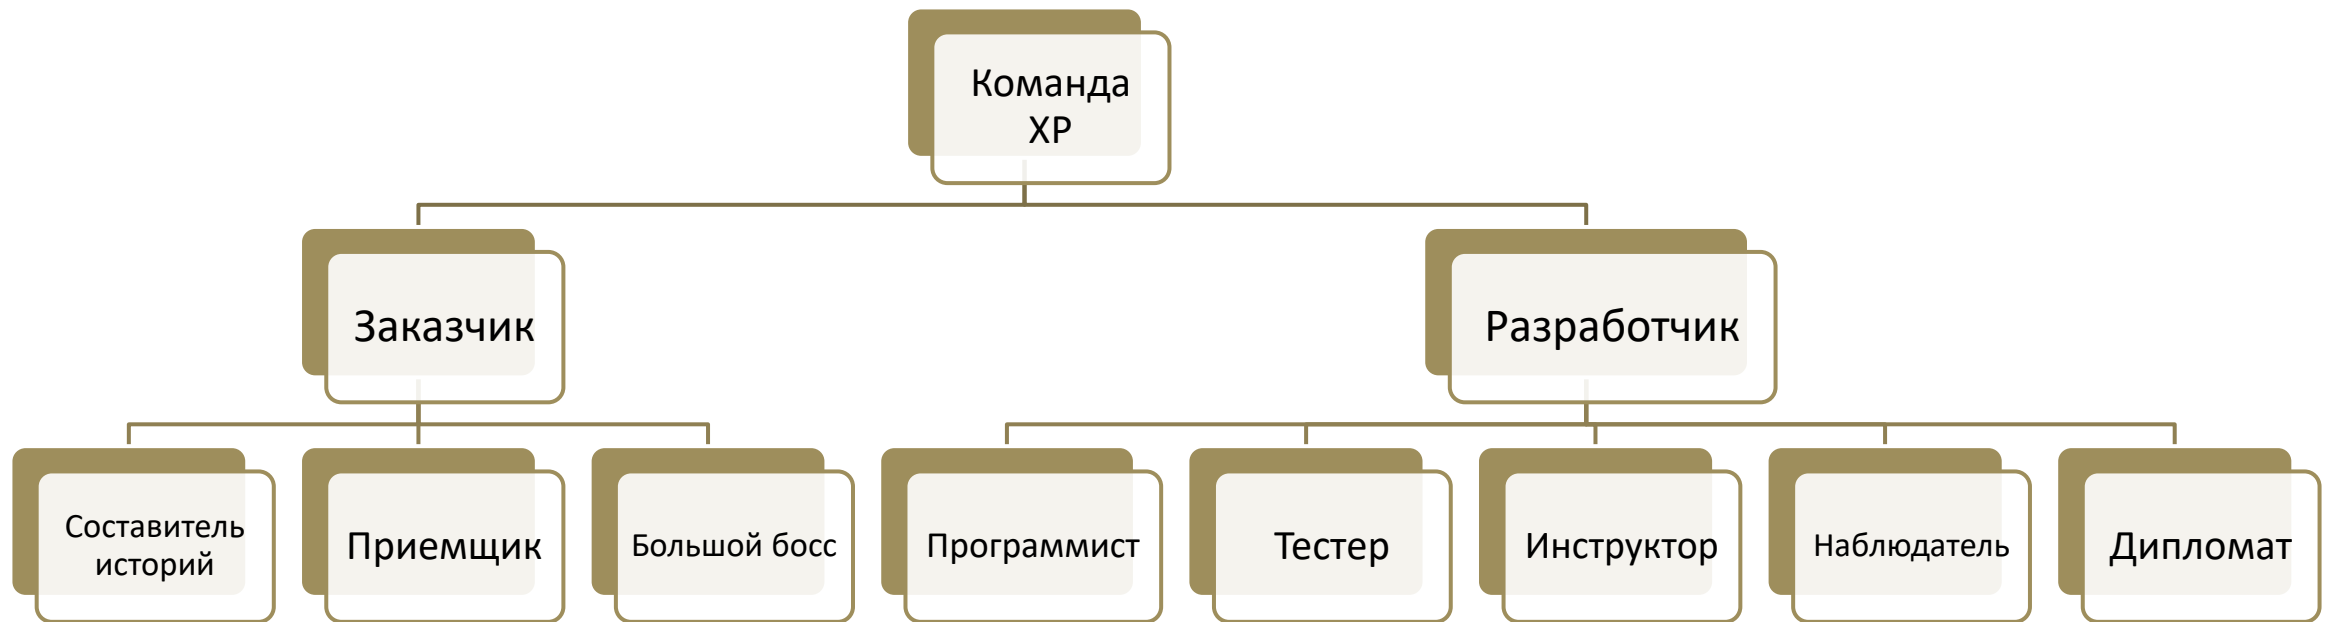 Команда
XP
Заказчик
Разработчик
Составитель
историй
Приемщик
Большой босс
Программист
Тестер
Инструктор
Наблюдатель
Дипломат